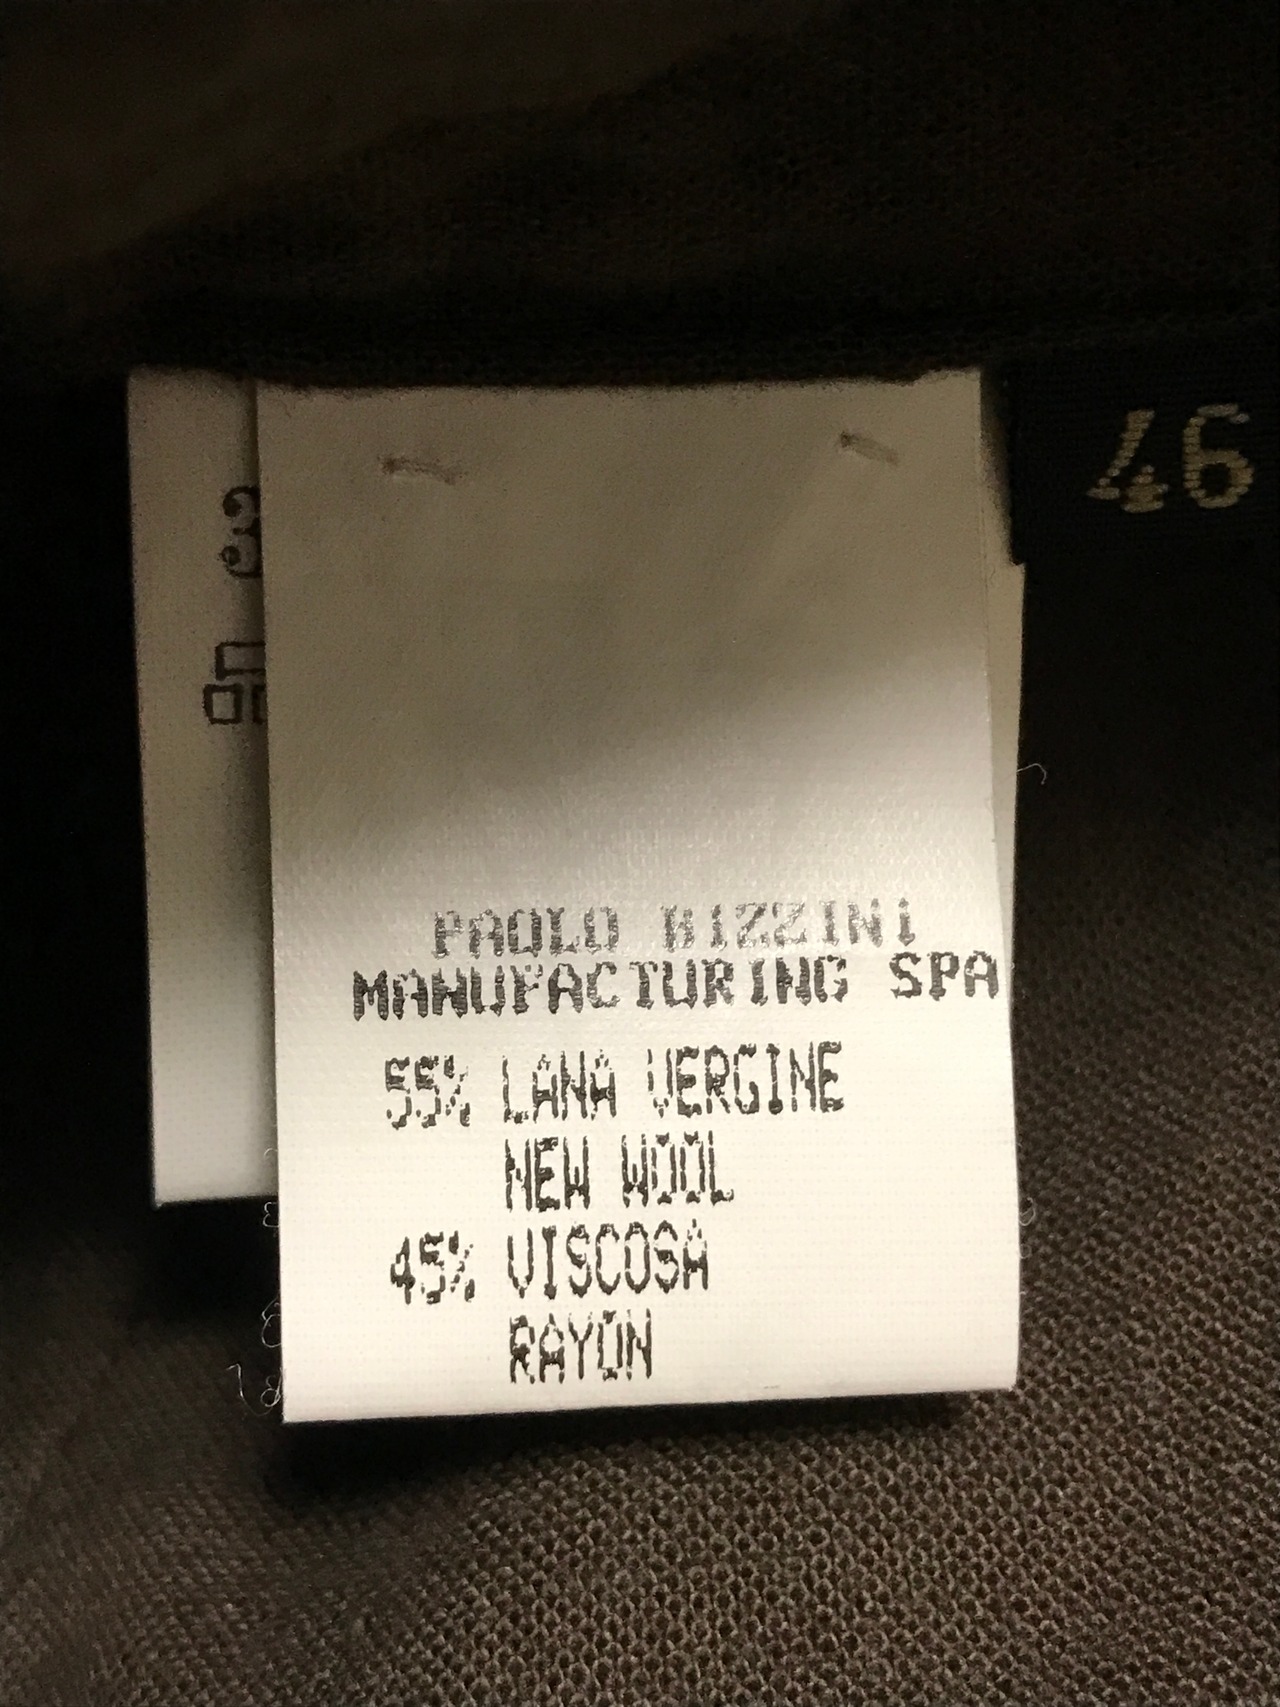 46
PAOLO BIZZINI
MANUFACTURING SPA
55% LANA VERGINE
NEW WOOL
45% VISCOSA
RAYON